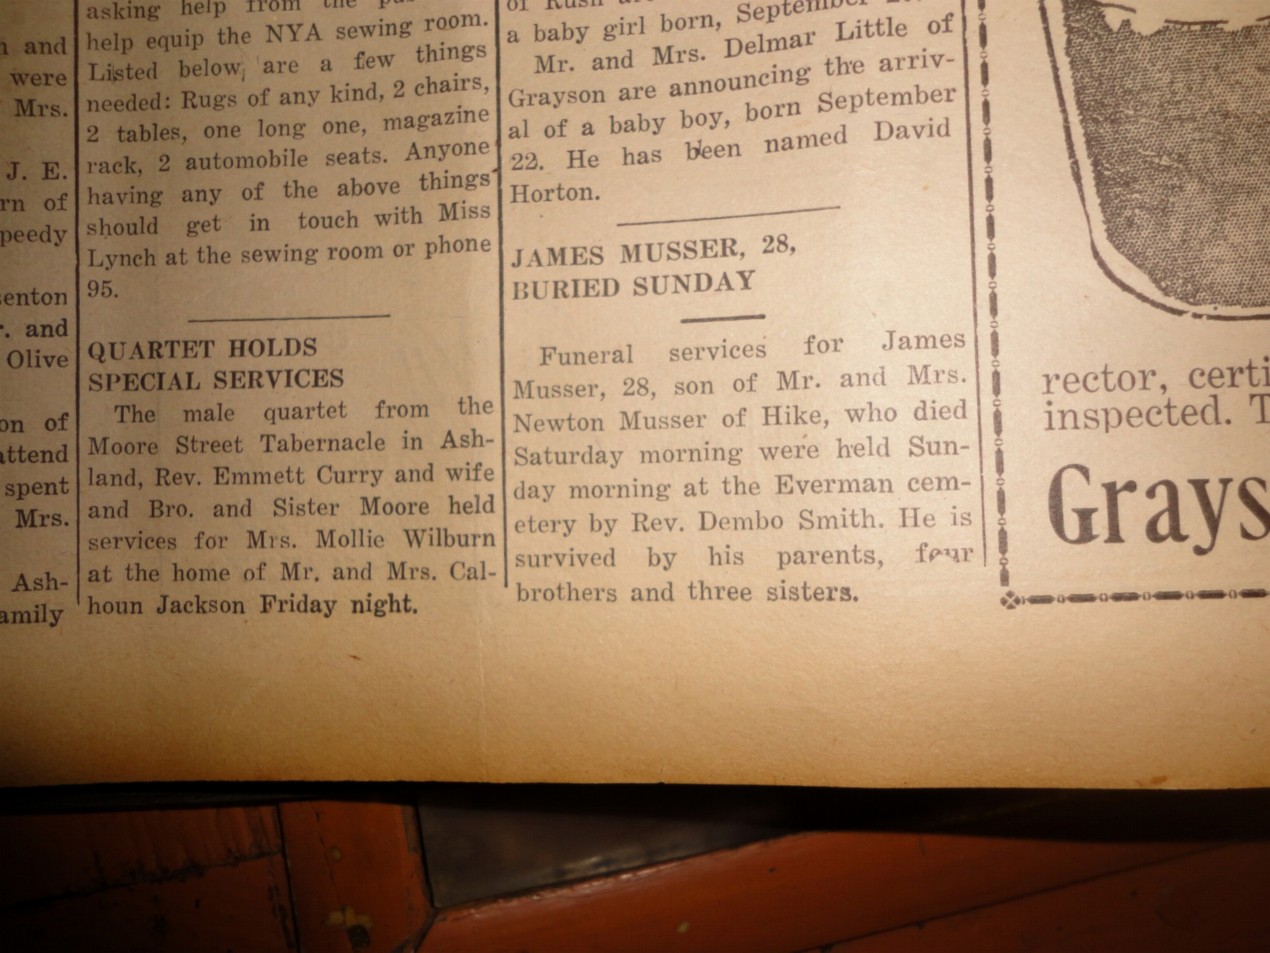 n and
were
Mrs.
J. E.
rn of
peedy
senton
r. and
Olive
on of
attend
spent
Mrs.
Ash-
amily
asking help from the
help equip the NYA sewing room.
Listed below, are a few things
needed: Rugs of any kind, 2 chairs,
2 tables, one long one, magazine
rack, 2 automobile seats. Anyone
having any of the above things
should get in touch with Miss
Lynch at the sewing room or phone
95.
QUARTET HOLDS
SPECIAL SERVICES
The male quartet from the
Moore Street Tabernacle in Ash-
land, Rev. Emmett Curry and wife
and Bro. and Sister Moore held
services for Mrs. Mollie Wilburn
at the home of Mr. and Mrs. Cal-
houn Jackson Friday night.
of Rush
a baby girl born, September
Mr. and Mrs. Delmar Little of
Grayson are announcing the arriv-
al of a baby boy, born September
22. He has been named David
Horton.
JAMES MUSSER, 28,
BURIED SUNDAY
Funeral services for James
Musser, 28, son of Mr. and Mrs.
Newton Musser of Hike, who died
Saturday morning were held Sun-
day morning at the Everman cem-
etery by Rev. Dembo Smith. He is
survived by his parents, four
brothers and three sisters.
rector, certi
inspected. T
Grays